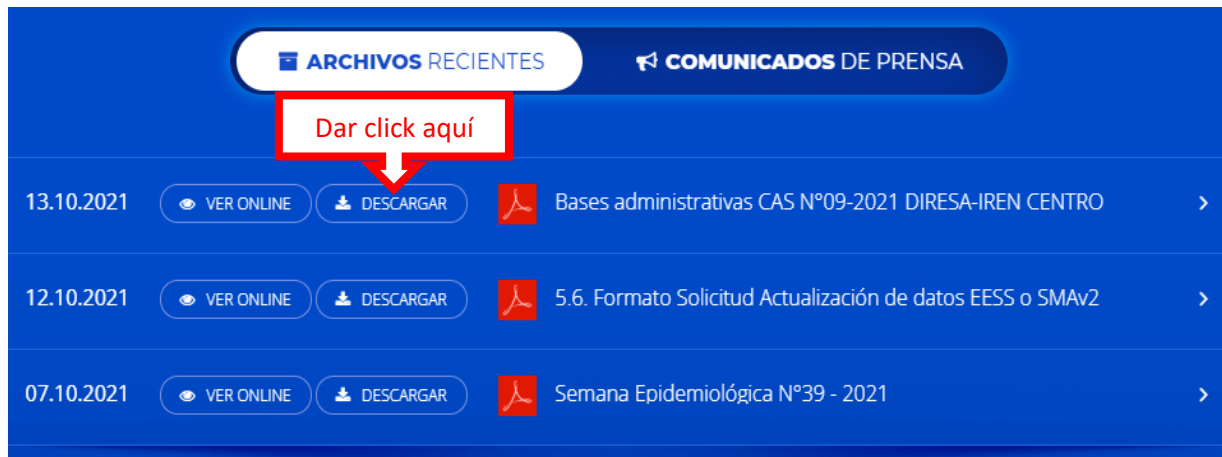 ARCHIVOS RECIENTES
COMUNICADOS DE PRENSA
Dar click aquí
13.10.2021 VER ONLINE DESCARGAR Bases administrativas CAS N°09-2021 DIRESA-IREN CENTRO
12.10.2021 VER ONLINE DESCARGAR 5.6. Formato Solicitud Actualización de datos EESS o SMAv2
07.10.2021 VER ONLINE DESCARGAR Semana Epidemiológica N°39 - 2021